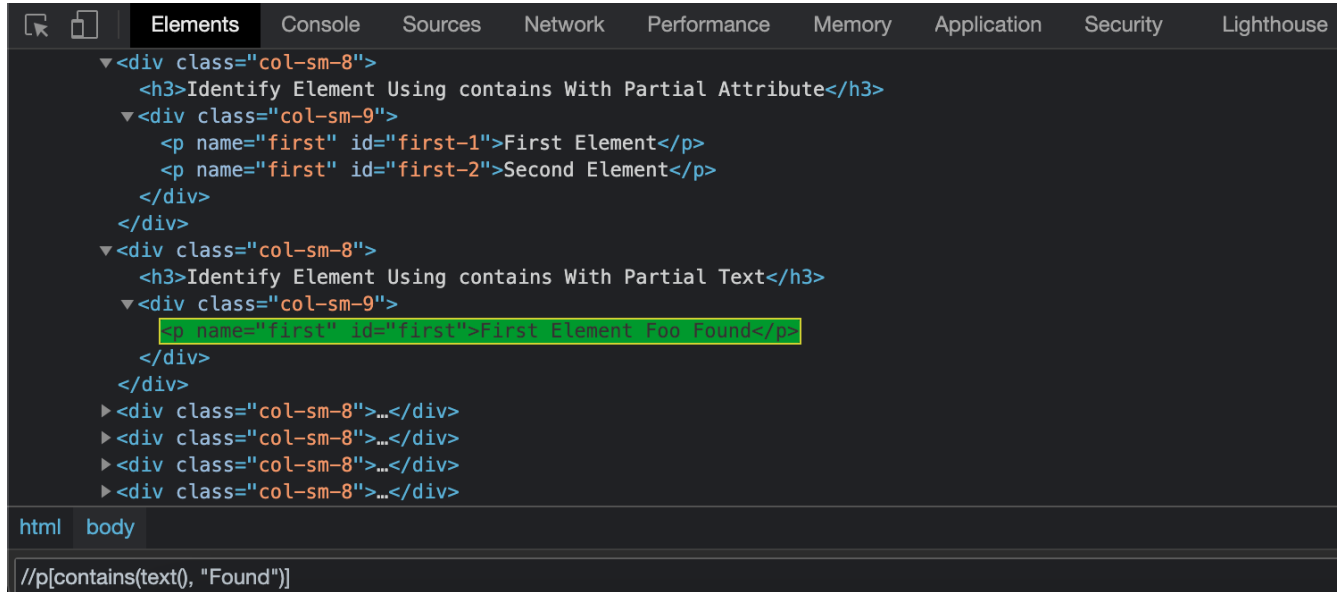 Elements Console Sources Network Performance Memory Application Security Lighthouse
▼<div class="col-sm-8">
<h3>Identify Element Using contains With Partial Attribute</h3>
▼<div class="col-sm-9">
<p name="first" id="first-1">First Element</p>
<p name="first" id="first-2">Second Element</p>
</div>
</div>
▼<div class="col-sm-8">
<h3>Identify Element Using contains With Partial Text</h3>
▼<div class="col-sm-9">
<p name="first" id="first">First Element Foo Found</p>
</div>
</div>
▶<div class="col-sm-8">…</div>
▶<div class="col-sm-8">…</div>
▶<div class="col-sm-8">…</div>
▶<div class="col-sm-8">…</div>
html body
//p[contains(text(), "Found")]